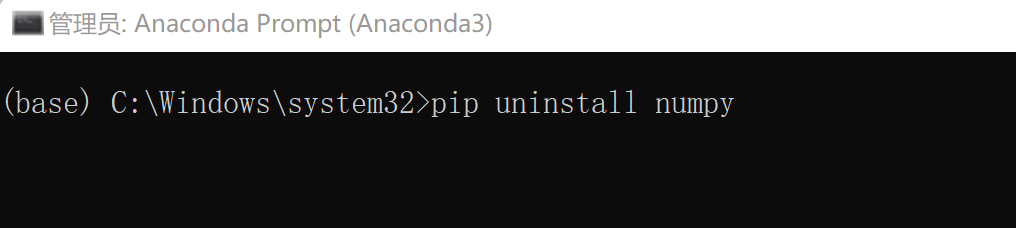 管理员: Anaconda Prompt (Anaconda3)
(base) C:\Windows\system32>pip uninstall numpy